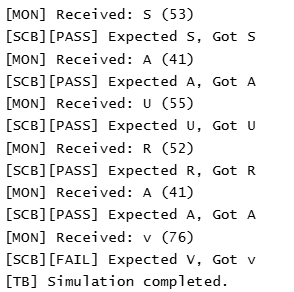 [MON] Received: S (53)
[SCB][PASS] Expected S, Got S
[MON] Received: A (41)
[SCB][PASS] Expected A, Got A
[MON] Received: U (55)
[SCB][PASS] Expected U, Got U
[MON] Received: R (52)
[SCB][PASS] Expected R, Got R
[MON] Received: A (41)
[SCB][PASS] Expected A, Got A
[MON] Received: v (76)
[SCB][FAIL] Expected V, Got v
[TB] Simulation completed.